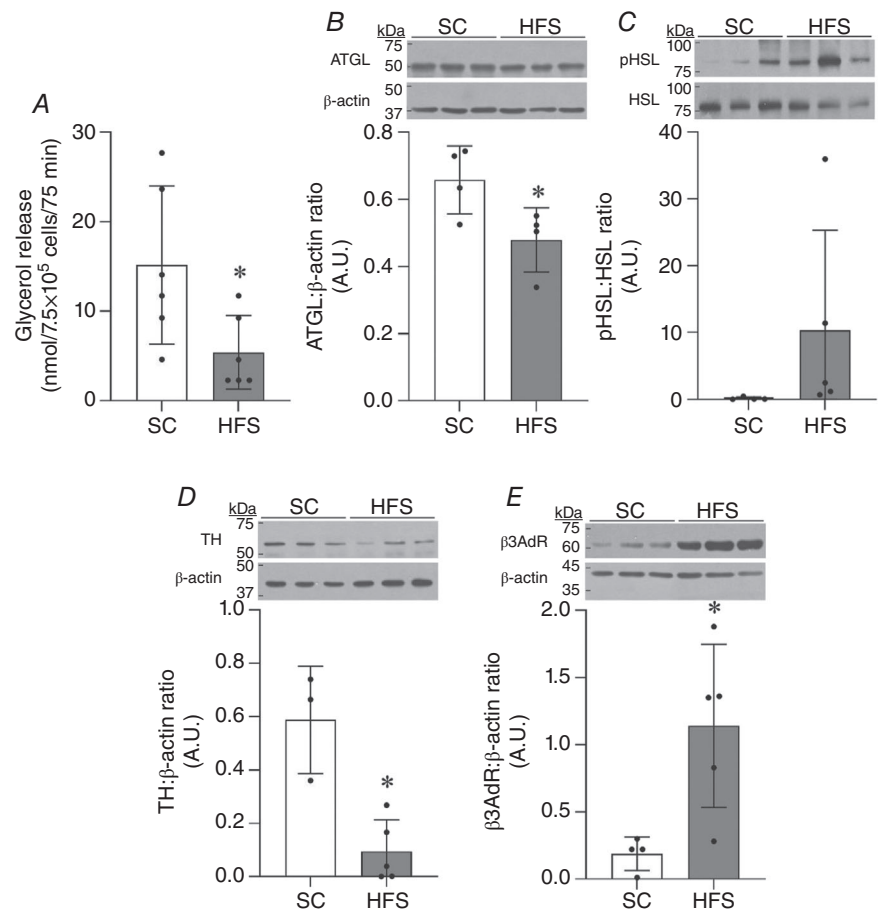 A
Glycerol release
(nmol/7.5×10⁵ cells/75 min)
30
20
10
0
*
SC
HFS
B
kDa
SC
HFS
75
ATGL
50
50
β-actin
37
ATGL:β-actin ratio
(A.U.)
0.8
0.6
0.4
0.2
0.0
*
SC
HFS
C
kDa
SC
HFS
100
pHSL
75
100
HSL
75
pHSL:HSL ratio
(A.U.)
40
30
20
10
0
SC
HFS
D
kDa
SC
HFS
75
TH
50
50
β-actin
37
TH:β-actin ratio
(A.U.)
1.0
0.8
0.6
0.4
0.2
0.0
*
SC
HFS
E
kDa
SC
HFS
75
β3AdR
60
45
β-actin
35
β3AdR:β-actin ratio
(A.U.)
2.0
1.5
1.0
0.5
0.0
*
SC
HFS